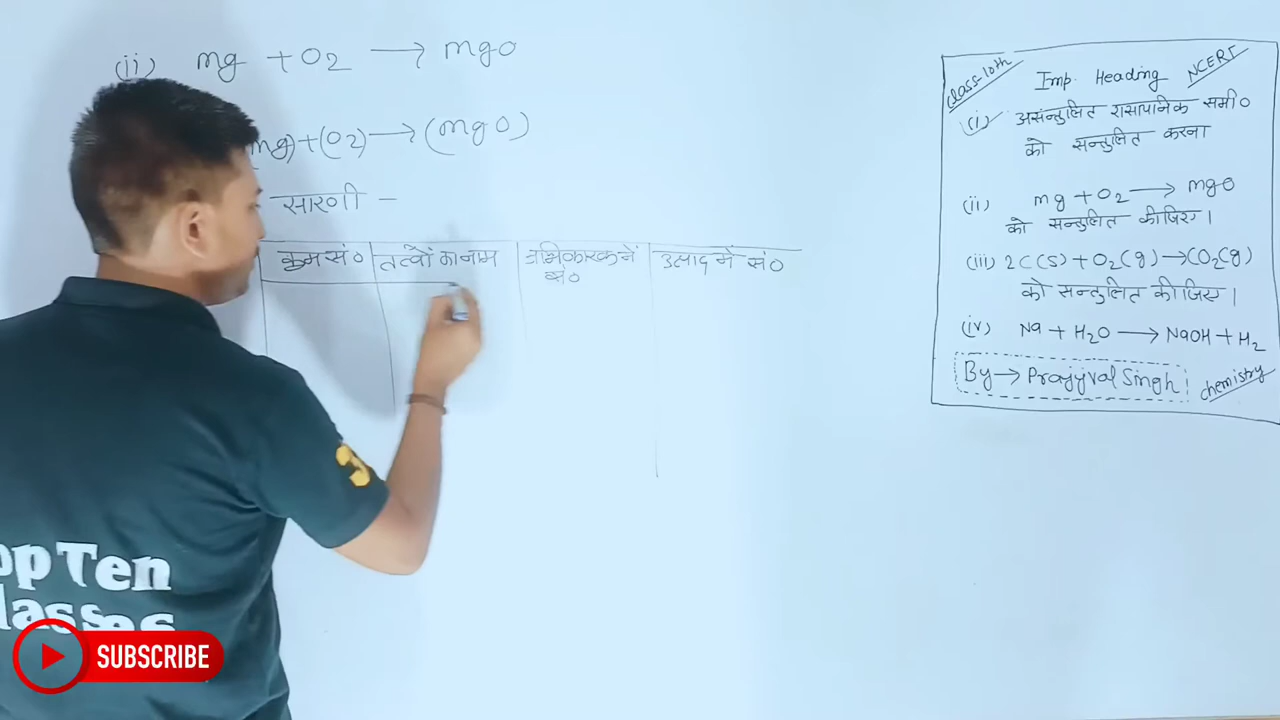 (ii) mg + O2 → mgo
(mg)+(O2) → (mgo)
सारणी -
क्रम सं० तत्वों का नाम अभिकारक में सं० उत्पाद में सं०
Class 10th Imp. Heading NCERT
(i) असंन्तुलित रासायनिक समी०
को सन्तुलित करना
(ii) mg + O2 → mgo
को सन्तुलित कीजिए।
(iii) 2C(s) + O2(g) → CO2(g)
को सन्तुलित कीजिए।
(iv) Na + H2O → NaOH + H2
By → Prajjval Singh chemistry
3
Top Ten
Classes
SUBSCRIBE